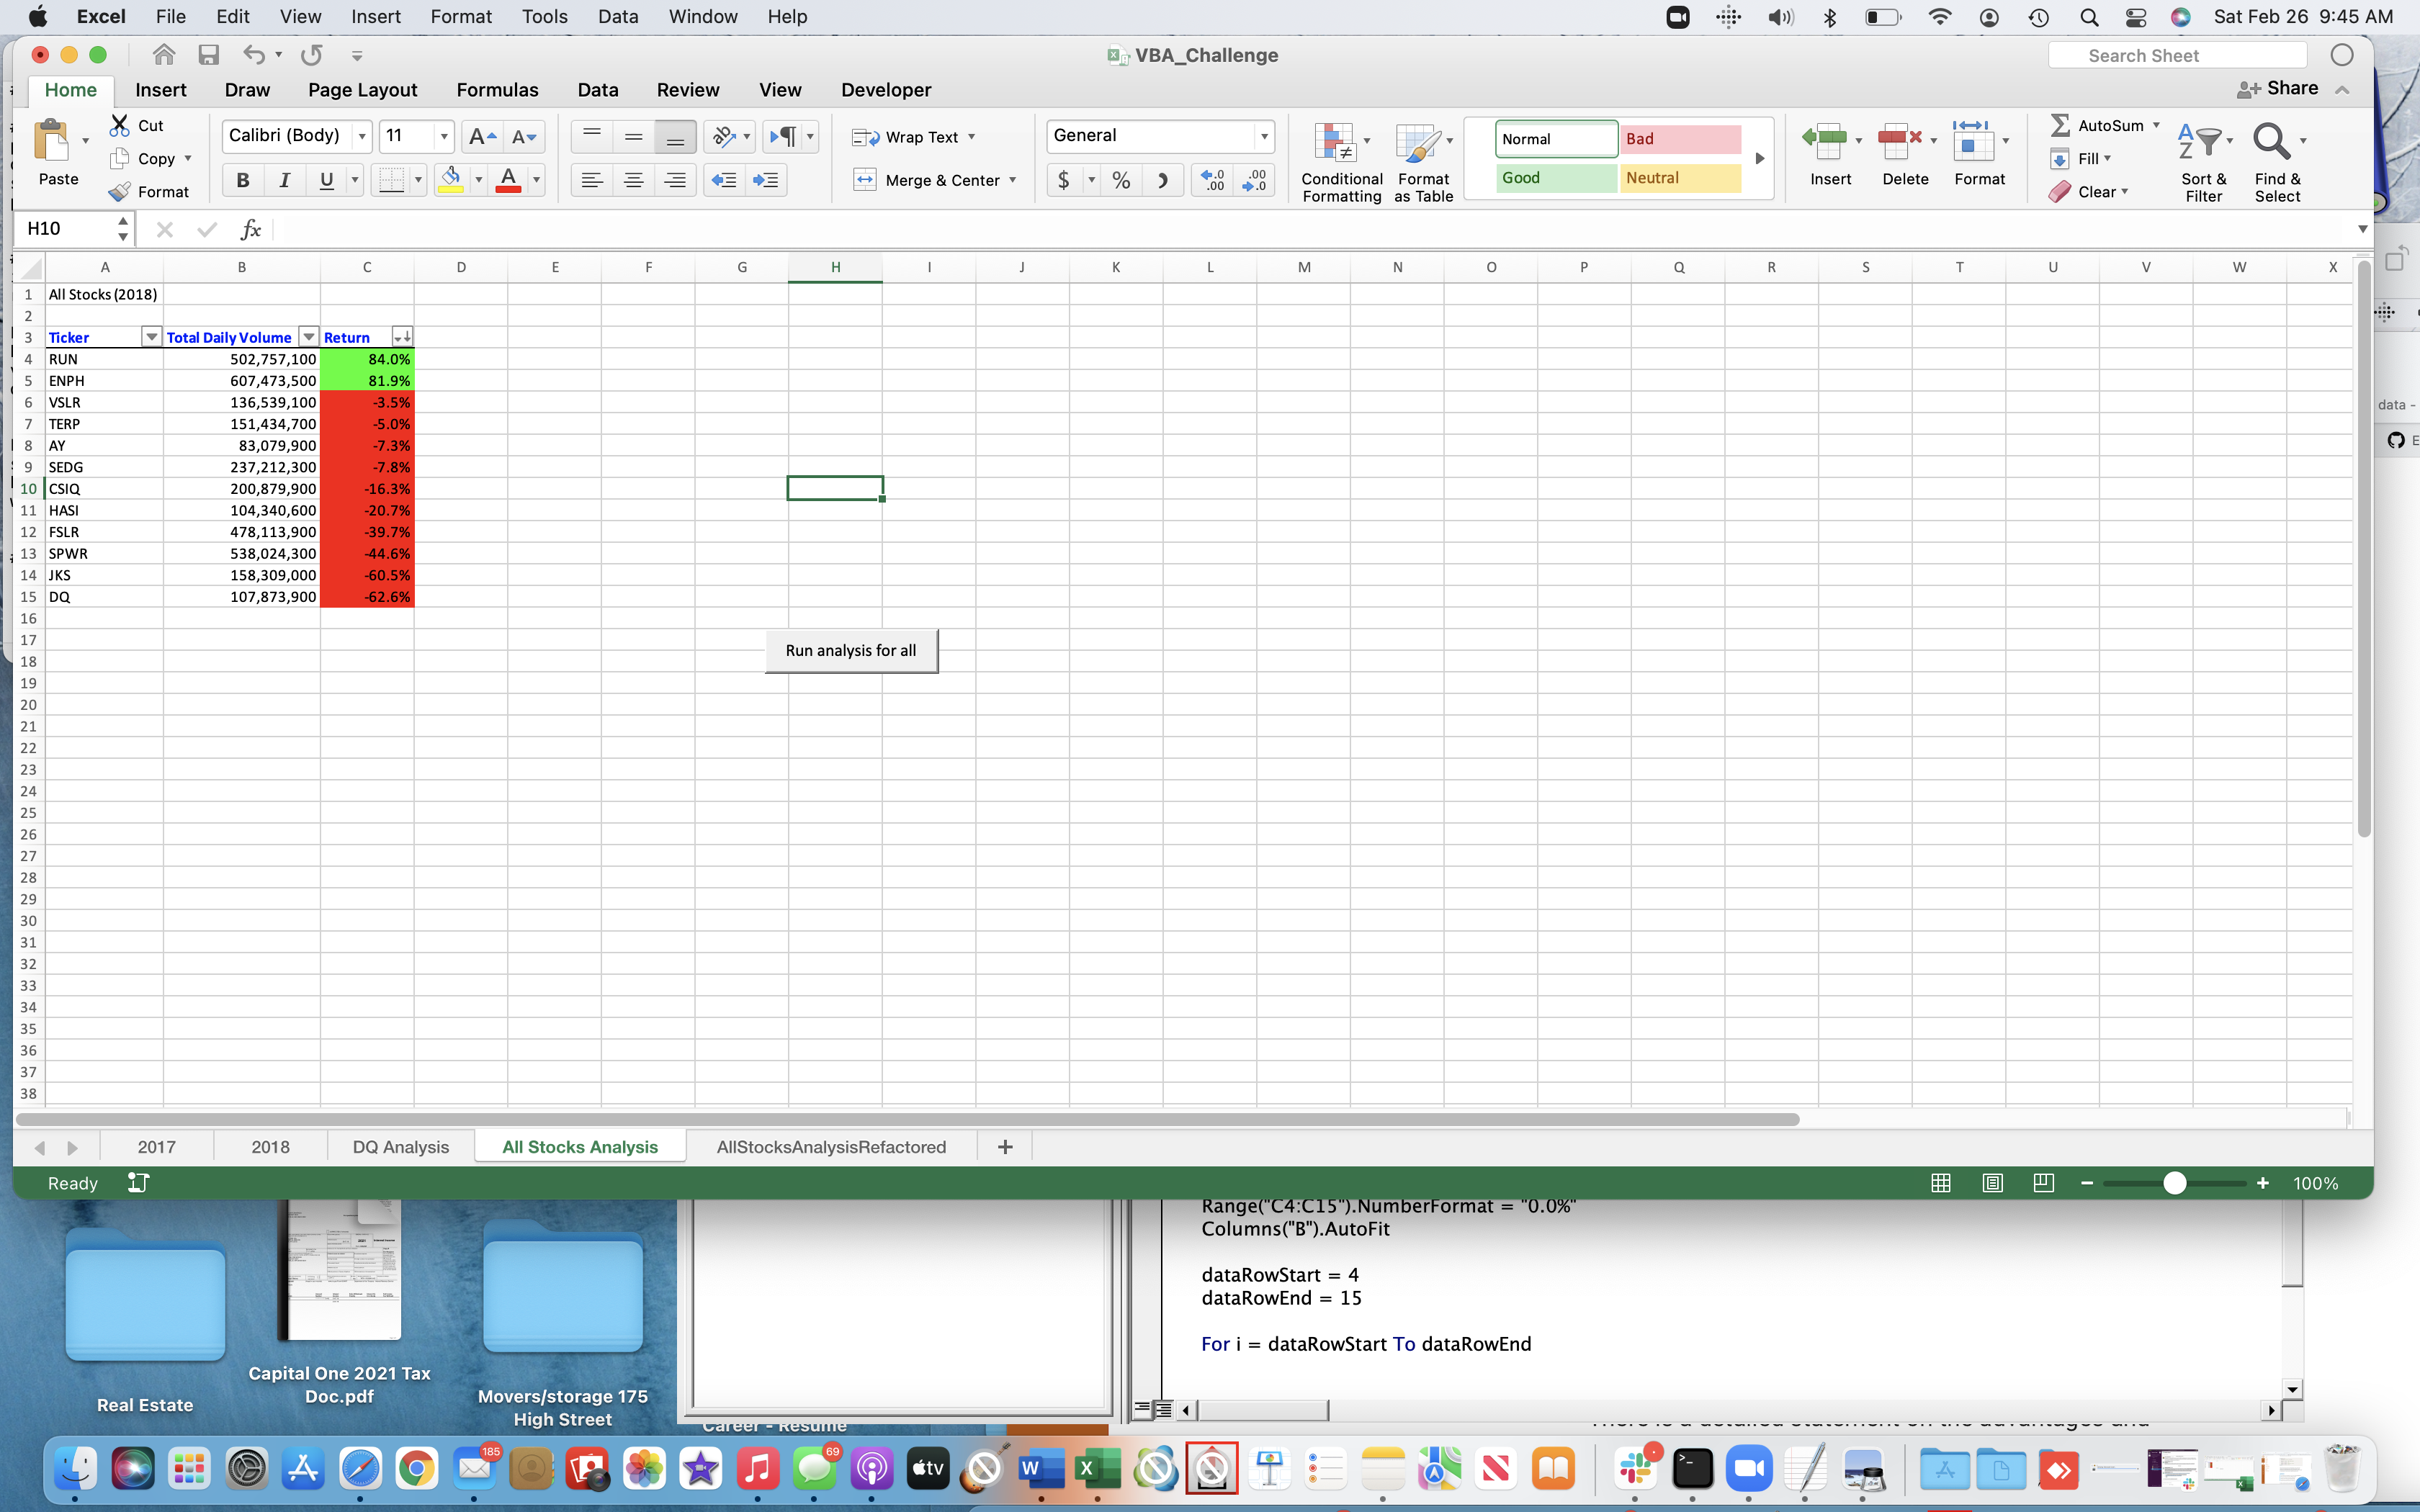 Excel File Edit View Insert Format Tools Data Window Help Sat Feb 26 9:45 AM
VBA_Challenge Search Sheet
Home Insert Draw Page Layout Formulas Data Review View Developer Share
Paste Cut Copy Format
Calibri (Body) 11 A A
B I U A
Wrap Text
Merge & Center
General
$ %
Conditional Formatting
Format as Table
Normal Bad
Good Neutral
Insert Delete Format
AutoSum
Fill
Clear
Sort & Filter
Find & Select
H10 fx
A B C D E F G H I J K L M N O P Q R S T U V W X
1 All Stocks (2018)
2
3 Ticker Total Daily Volume Return
4 RUN 502,757,100 84.0%
5 ENPH 607,473,500 81.9%
6 VSLR 136,539,100 -3.5%
7 TERP 151,434,700 -5.0%
8 AY 83,079,900 -7.3%
9 SEDG 237,212,300 -7.8%
10 CSIQ 200,879,900 -16.3%
11 HASI 104,340,600 -20.7%
12 FSLR 478,113,900 -39.7%
13 SPWR 538,024,300 -44.6%
14 JKS 158,309,000 -60.5%
15 DQ 107,873,900 -62.6%
16
17
Run analysis for all
18
19
20
21
22
23
24
25
26
27
28
29
30
31
32
33
34
35
36
37
38
data -
2017 2018 DQ Analysis All Stocks Analysis AllStocksAnalysisRefactored +
Ready 100%
Range("C4:C15").NumberFormat = "0.0%"
Columns("B").AutoFit
dataRowStart = 4
dataRowEnd = 15
For i = dataRowStart To dataRowEnd
Real Estate
Capital One 2021 Tax
Doc.pdf
Movers/storage 175
High Street
Career - Resume
There is a detailed statement on the advantages and
185 69 tv W X